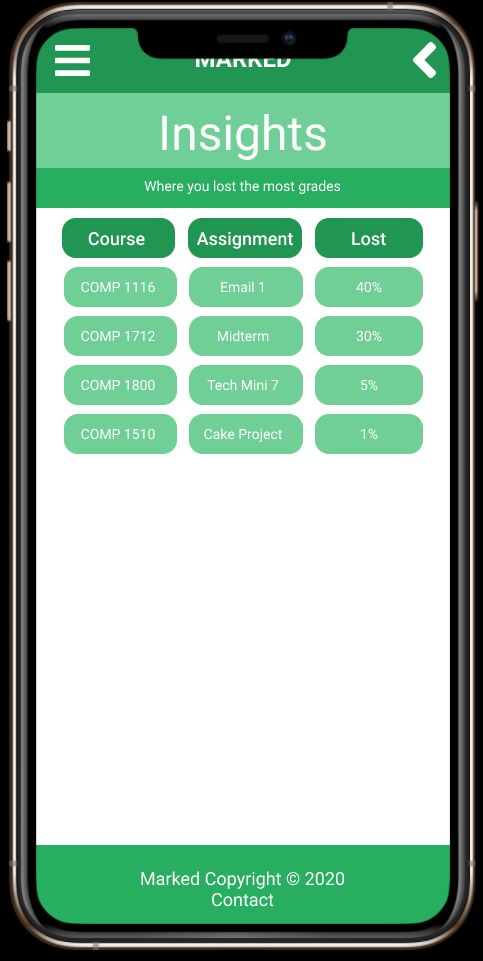 MARKED
Insights
Where you lost the most grades
Course Assignment Lost
COMP 1116 Email 1 40%
COMP 1712 Midterm 30%
COMP 1800 Tech Mini 7 5%
COMP 1510 Cake Project 1%
Marked Copyright © 2020
Contact